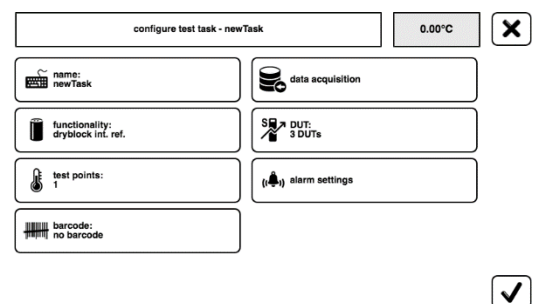 configure test task - newTask
0.00°C
name:
newTask
data acquisition
functionality:
dryblock int. ref.
DUT:
3 DUTs
test points:
1
alarm settings
barcode:
no barcode